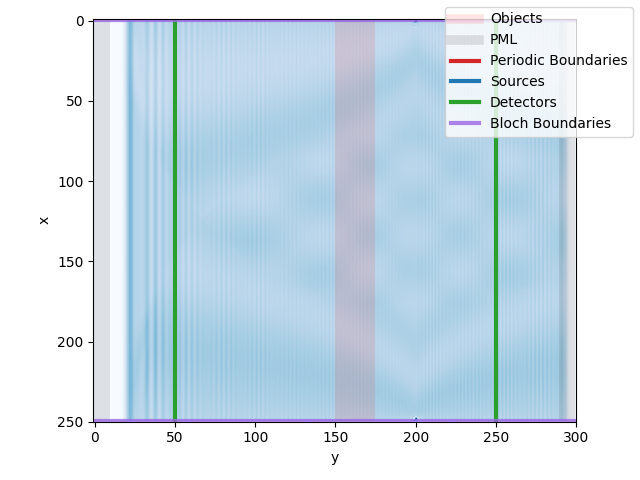 Objects
PML
Periodic Boundaries
Sources
Detectors
Bloch Boundaries
x
0
50
100
150
200
250
0 50 100 150 200 250 300
y